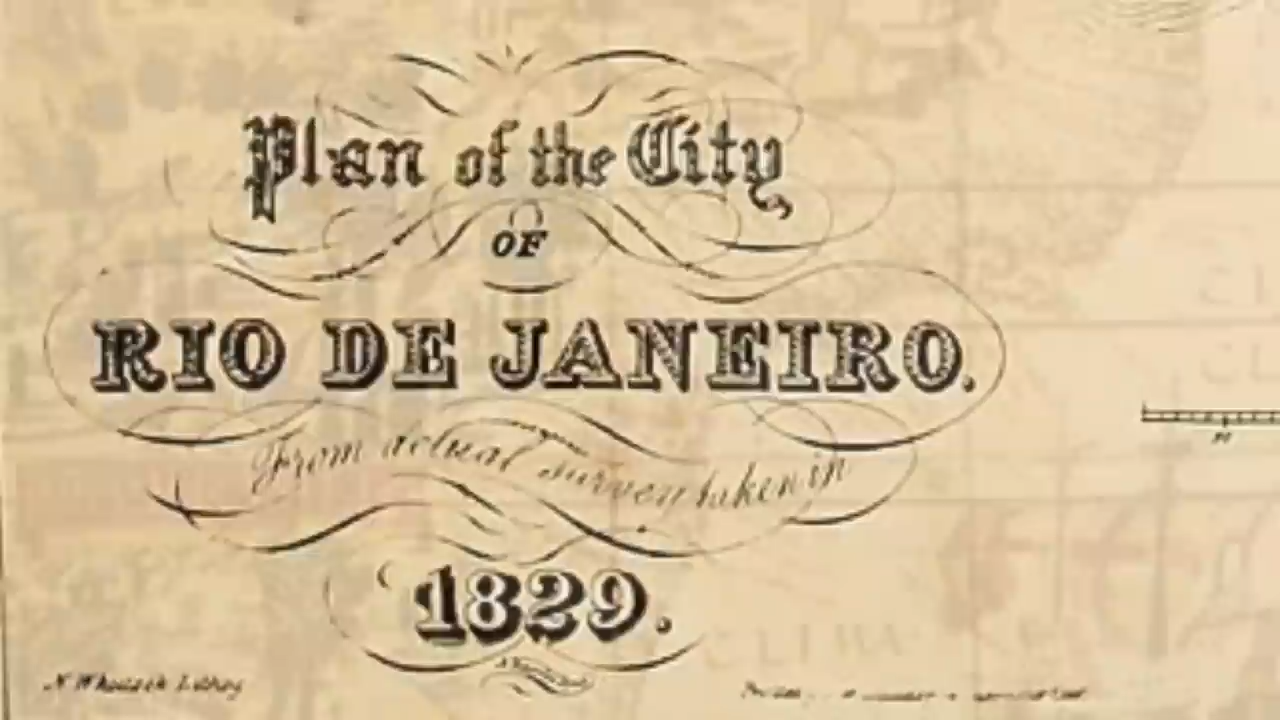 Plan of the City
OF
RIO DE JANEIRO.
From actual survey taken in
1829.